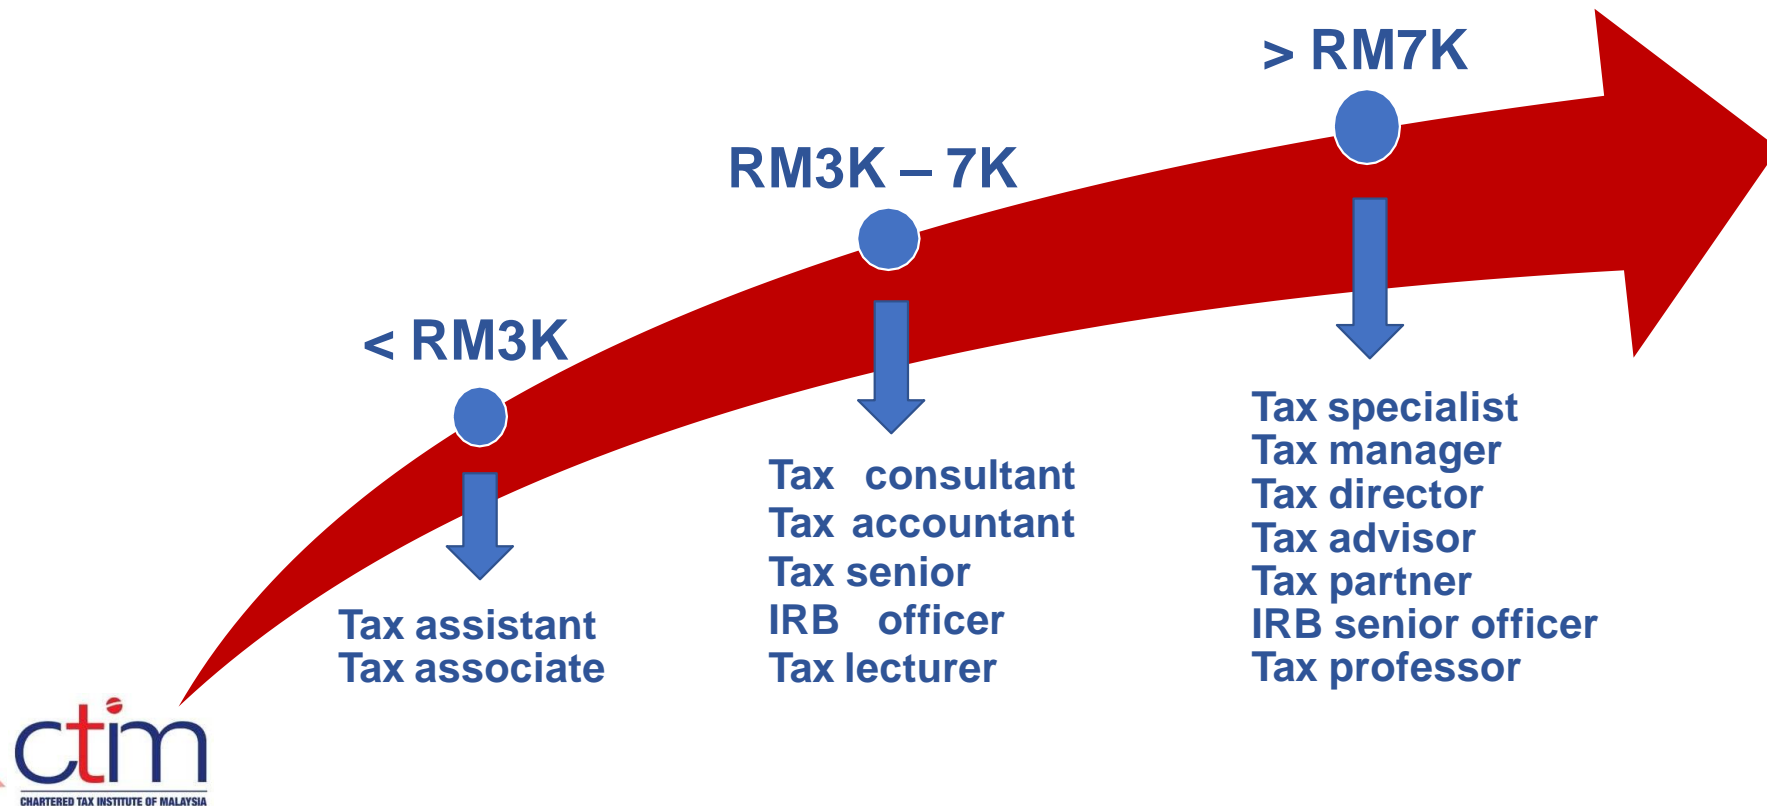 > RM7K
RM3K – 7K
< RM3K
Tax assistant
Tax associate
Tax consultant
Tax accountant
Tax senior
IRB officer
Tax lecturer
Tax specialist
Tax manager
Tax director
Tax advisor
Tax partner
IRB senior officer
Tax professor
ctim
CHARTERED TAX INSTITUTE OF MALAYSIA